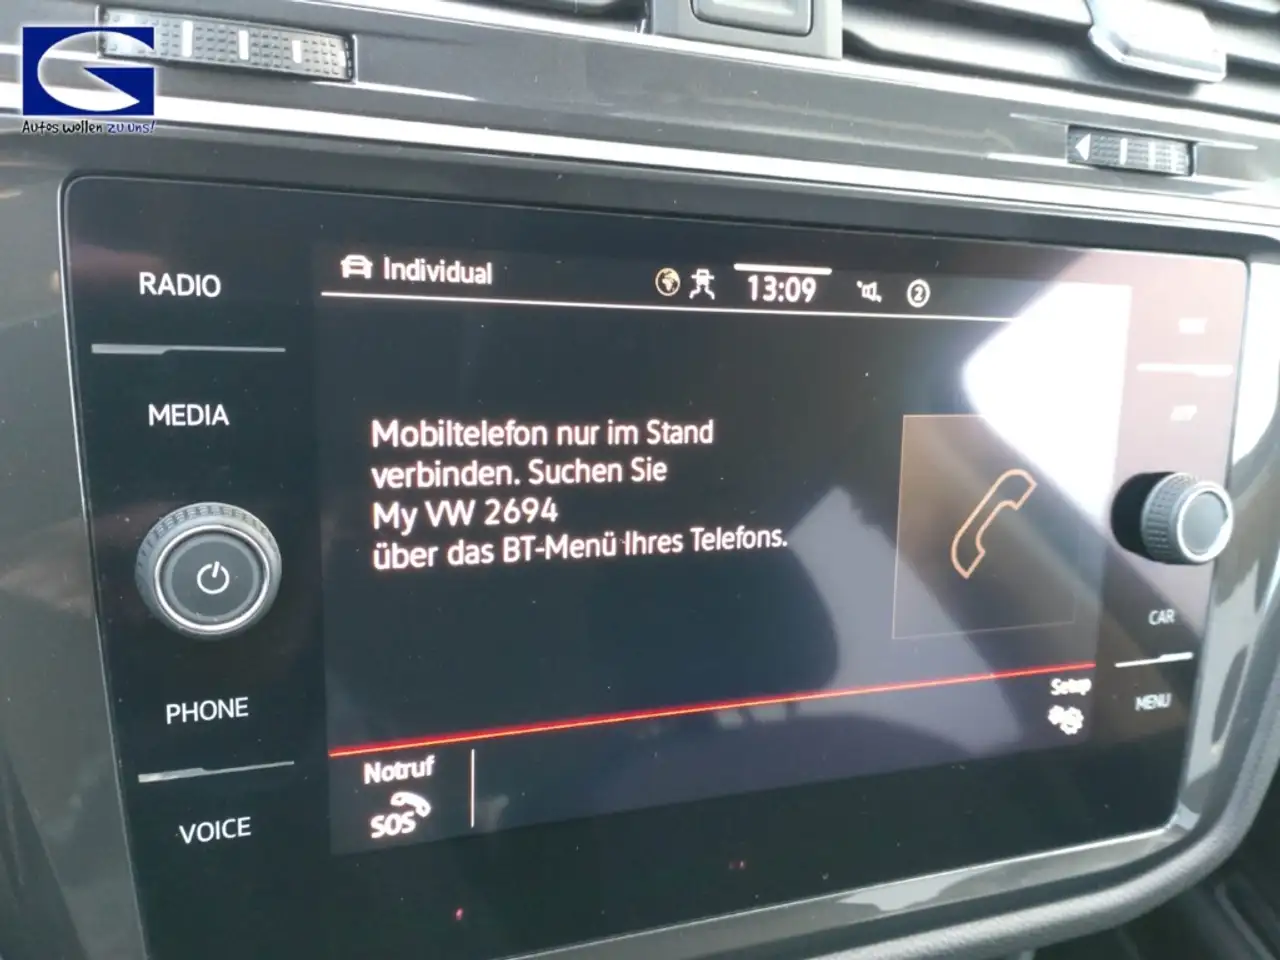 Autos wollen zu uns!
RADIO
Individual
13:09
2
MEDIA
Mobiltelefon nur im Stand
verbinden. Suchen Sie
My VW 2694
über das BT-Menü Ihres Telefons.
CAR
Setup
MENU
PHONE
Notruf
SOS
VOICE